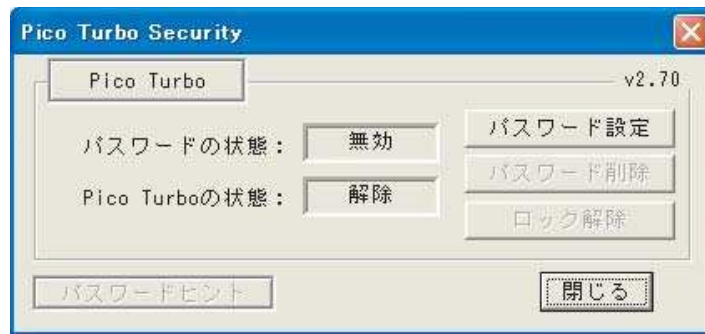 Pico Turbo Security
Pico Turbo
v2.70
パスワードの状態：
無効
パスワード設定
パスワード削除
Pico Turboの状態：
解除
ロック解除
パスワードヒント
閉じる